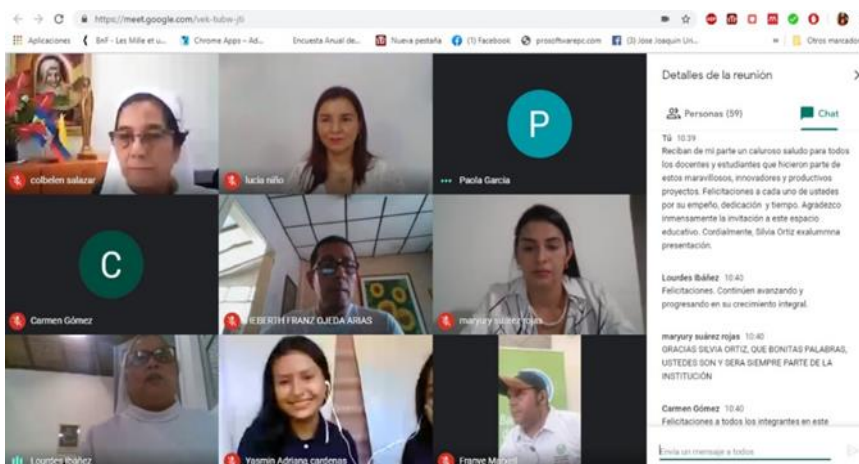 https://meet.google.com/vek-tubw-jti
Aplicaciones
BnF - Les Mille et u...
Chrome Apps - Ad...
Encuesta Anual de...
Nueva pestaña
(1) Facebook
prosoftwarepc.com
(3) Jose Joaquin Uri...
Otros marcador
colbelen salazar
lucia niño
P
Paola Garcia
C
Carmen Gómez
HEBERTH FRANZ OJEDA ARIAS
maryury suárez rojas
Lourdes Ibáñez
Yasmin Adriana cardenas
Detalles de la reunión
Personas (59)
Chat
Tú 10:39
Reciban de mi parte un caluroso saludo para todos
los docentes y estudiantes que hicieron parte de
estos maravillosos, innovadores y productivos
proyectos. Felicitaciones a cada uno de ustedes
por su empeño, dedicación y tiempo. Agradezco
inmensamente la invitación a este espacio
educativo. Cordialmente, Silvia Ortiz exalumnna
presentación.
Lourdes Ibáñez 10:40
Felicitaciones. Continúen avanzando y
progresando en su crecimiento integral.
maryury suárez rojas 10:40
GRACIAS SILVIA ORTIZ, QUE BONITAS PALABRAS,
USTEDES SON Y SERA SIEMPRE PARTE DE LA
INSTITUCIÓN
Carmen Gómez 10:40
Felicitaciones a todos los integrantes en este
Envía un mensaje a todos